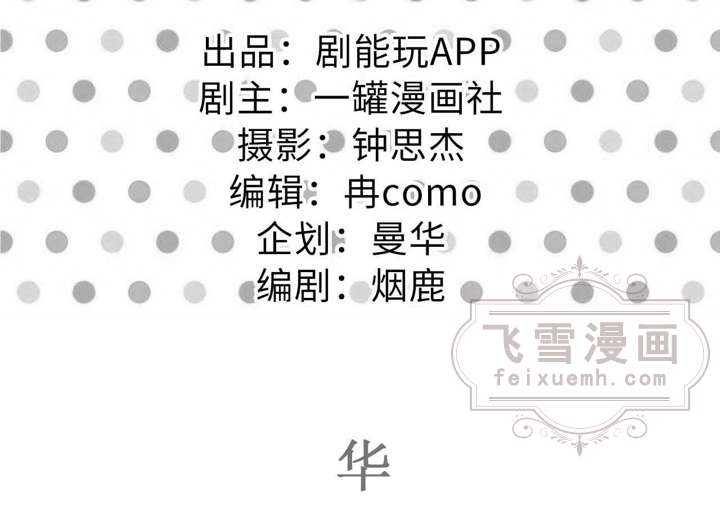 出品：剧能玩APP
剧主：一罐漫画社
摄影：钟思杰
编辑：冉como
企划：曼华
编剧：烟鹿
飞雪漫画
feixuemh.com
华